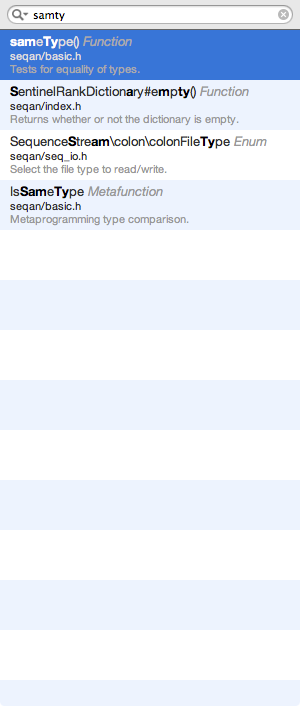 samty
sameType() Function
seqan/basic.h
Tests for equality of types.
SentinelRankDictionary#empty() Function
seqan/index.h
Returns whether or not the dictionary is empty.
SequenceStream\colon\colonFileType Enum
seqan/seq_io.h
Select the file type to read/write.
IsSameType Metafunction
seqan/basic.h
Metaprogramming type comparison.